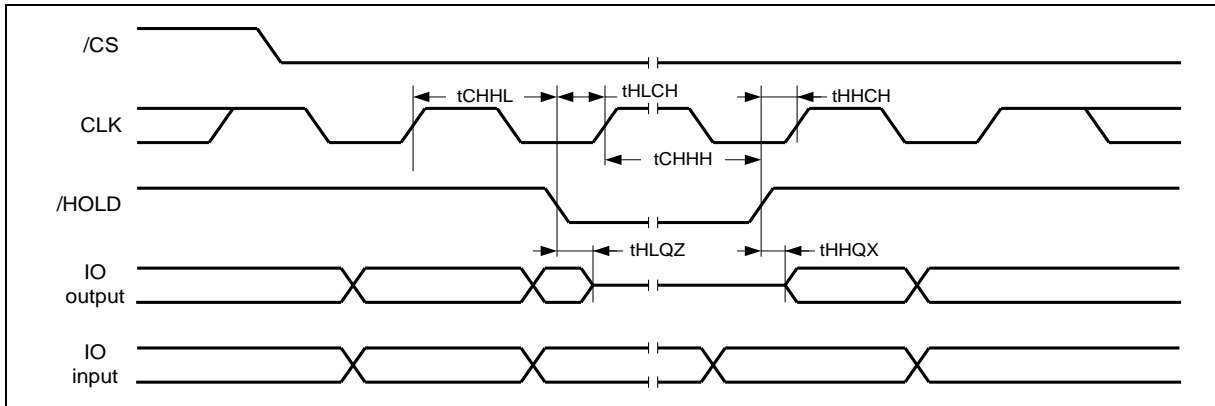 /CS
tCHHL
tHLCH
tHHCH
CLK
tCHHH
/HOLD
tHLQZ
tHHQX
IO
output
IO
input